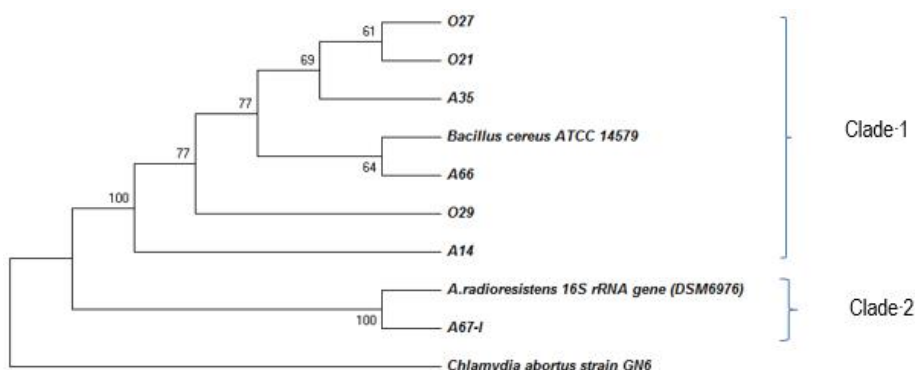 O27
61
O21
69
A35
77
Clade-1
Bacillus cereus ATCC 14579
77
64
A66
100
O29
A14
A.radioresistens 16S rRNA gene (DSM6976)
Clade-2
100
A67-I
Chlamydia abortus strain GN6